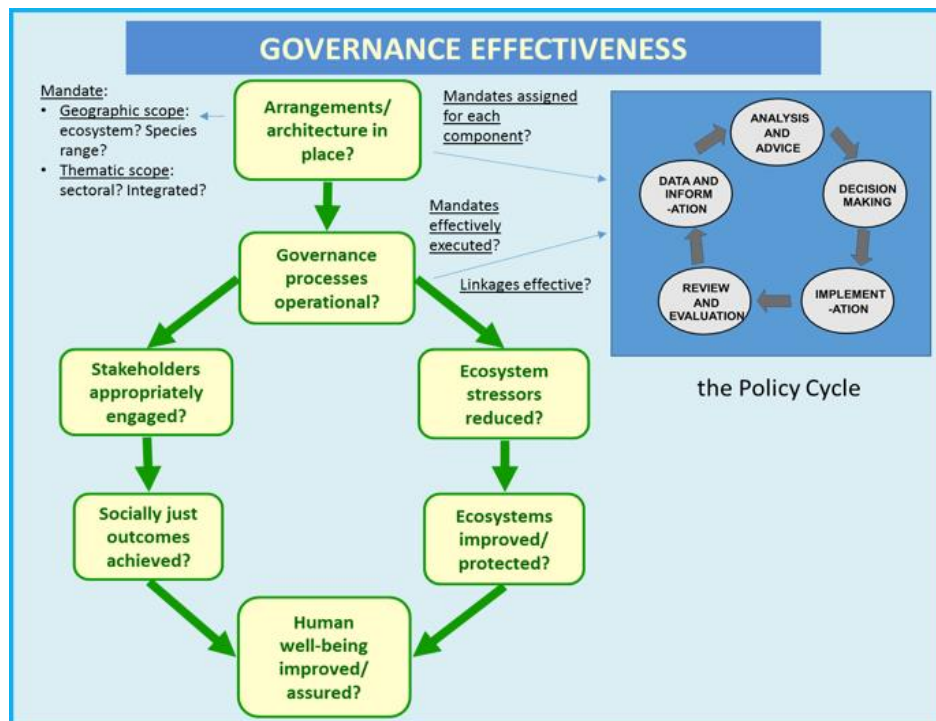 GOVERNANCE EFFECTIVENESS
Mandate:
• Geographic scope:
ecosystem? Species
range?
• Thematic scope:
sectoral? Integrated?
Arrangements/
architecture in
place?
Mandates assigned
for each
component?
Mandates
effectively
executed?
Linkages effective?
Governance
processes
operational?
Stakeholders
appropriately
engaged?
Ecosystem
stressors
reduced?
Socially just
outcomes
achieved?
Ecosystems
improved/
protected?
Human
well-being
improved/
assured?
ANALYSIS
AND
ADVICE
DECISION
MAKING
IMPLEMENT
-ATION
REVIEW
AND
EVALUATION
DATA AND
INFORM
-ATION
the Policy Cycle